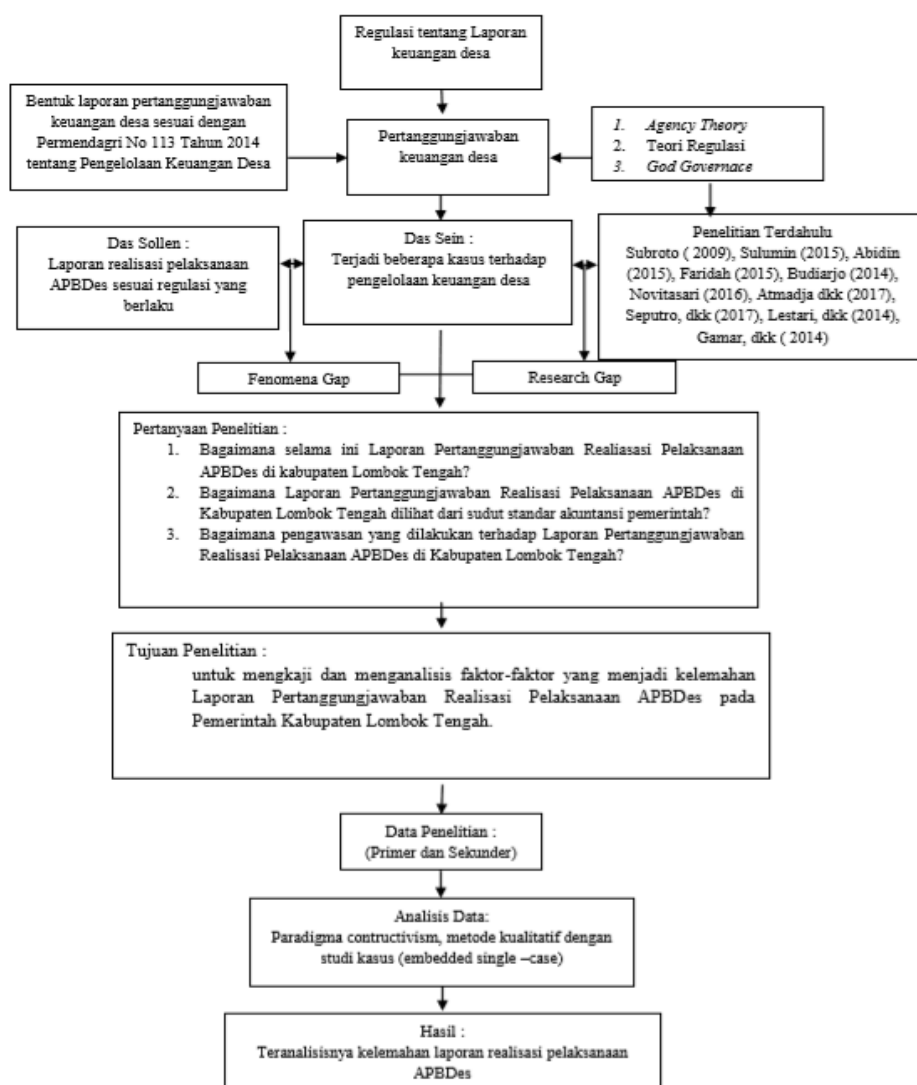 Regulasi tentang Laporan
keuangan desa
Bentuk laporan pertanggungjawaban
keuangan desa sesuai dengan
Permendagri No 113 Tahun 2014
tentang Pengelolaan Keuangan Desa
Pertanggungjawaban
keuangan desa
1. Agency Theory
2. Teori Regulasi
3. God Governace
Das Sollen :
Laporan realisasi pelaksanaan
APBDes sesuai regulasi yang
berlaku
Das Sein :
Terjadi beberapa kasus terhadap
pengelolaan keuangan desa
Penelitian Terdahulu
Subroto ( 2009), Sulumin (2015), Abidin
(2015), Faridah (2015), Budiarjo (2014),
Novitasari (2016), Atmadja dkk (2017),
Seputro, dkk (2017), Lestari, dkk (2014),
Gamar, dkk ( 2014)
Fenomena Gap
Research Gap
Pertanyaan Penelitian :
1. Bagaimana selama ini Laporan Pertanggungjawaban Realiasasi Pelaksanaan
APBDes di kabupaten Lombok Tengah?
2. Bagaimana Laporan Pertanggungjawaban Realisasi Pelaksanaan APBDes di
Kabupaten Lombok Tengah dilihat dari sudut standar akuntansi pemerintah?
3. Bagaimana pengawasan yang dilakukan terhadap Laporan Pertanggungjawaban
Realisasi Pelaksanaan APBDes di Kabupaten Lombok Tengah?
Tujuan Penelitian :
untuk mengkaji dan menganalisis faktor-faktor yang menjadi kelemahan
Laporan Pertanggungjawaban Realisasi Pelaksanaan APBDes pada
Pemerintah Kabupaten Lombok Tengah.
Data Penelitian :
(Primer dan Sekunder)
Analisis Data:
Paradigma contructivism, metode kualitatif dengan
studi kasus (embedded single –case)
Hasil :
Teranalisisnya kelemahan laporan realisasi pelaksanaan
APBDes